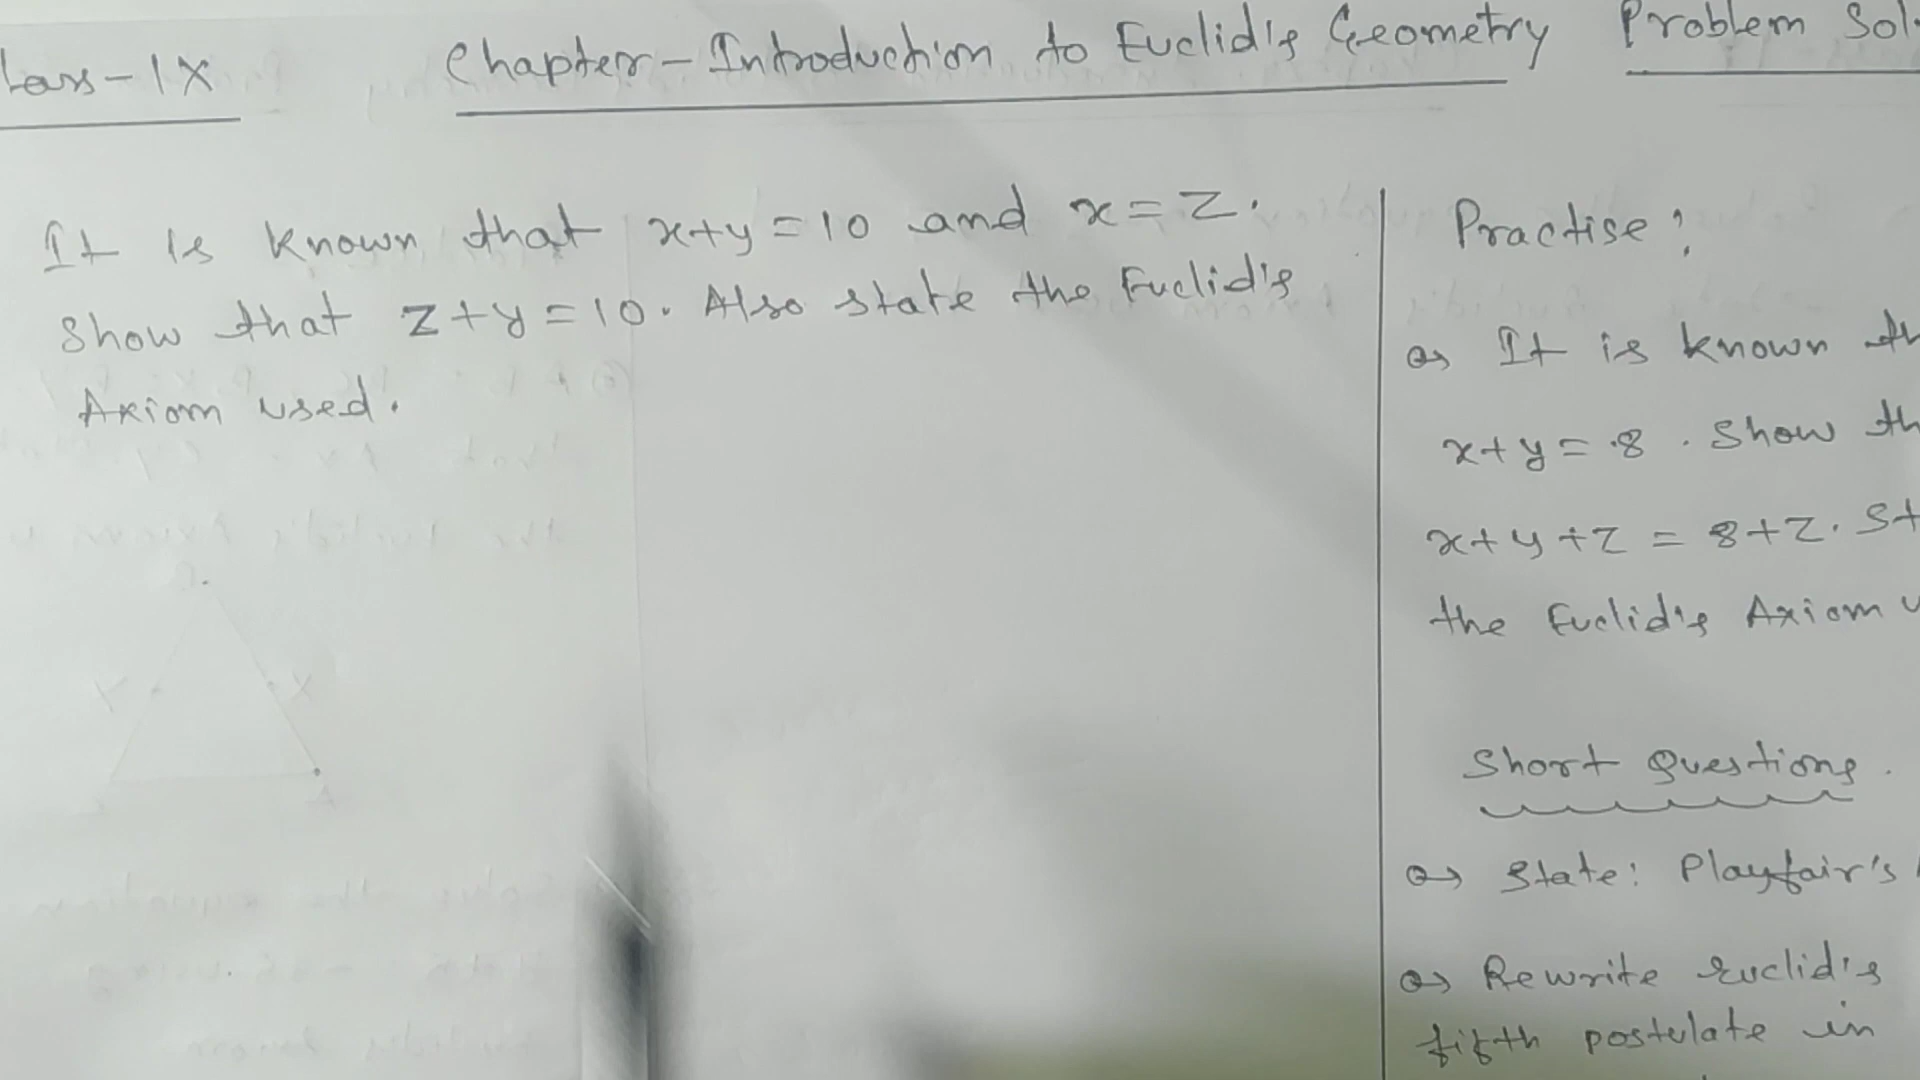 - IX
Chapter - Introduction to Euclid's Geometry
Problem
It is known that x+y=10 and x=z.
Show that z+y=10. Also state the Euclid's
Axiom used.
Practise:
Q) It is known
x+y=8. Show
x+y+z = 8+z.
the Euclid's Axiom
Short Questions.
Q) State: Playfair's
Q) Rewrite Euclid's
fifth postulate in